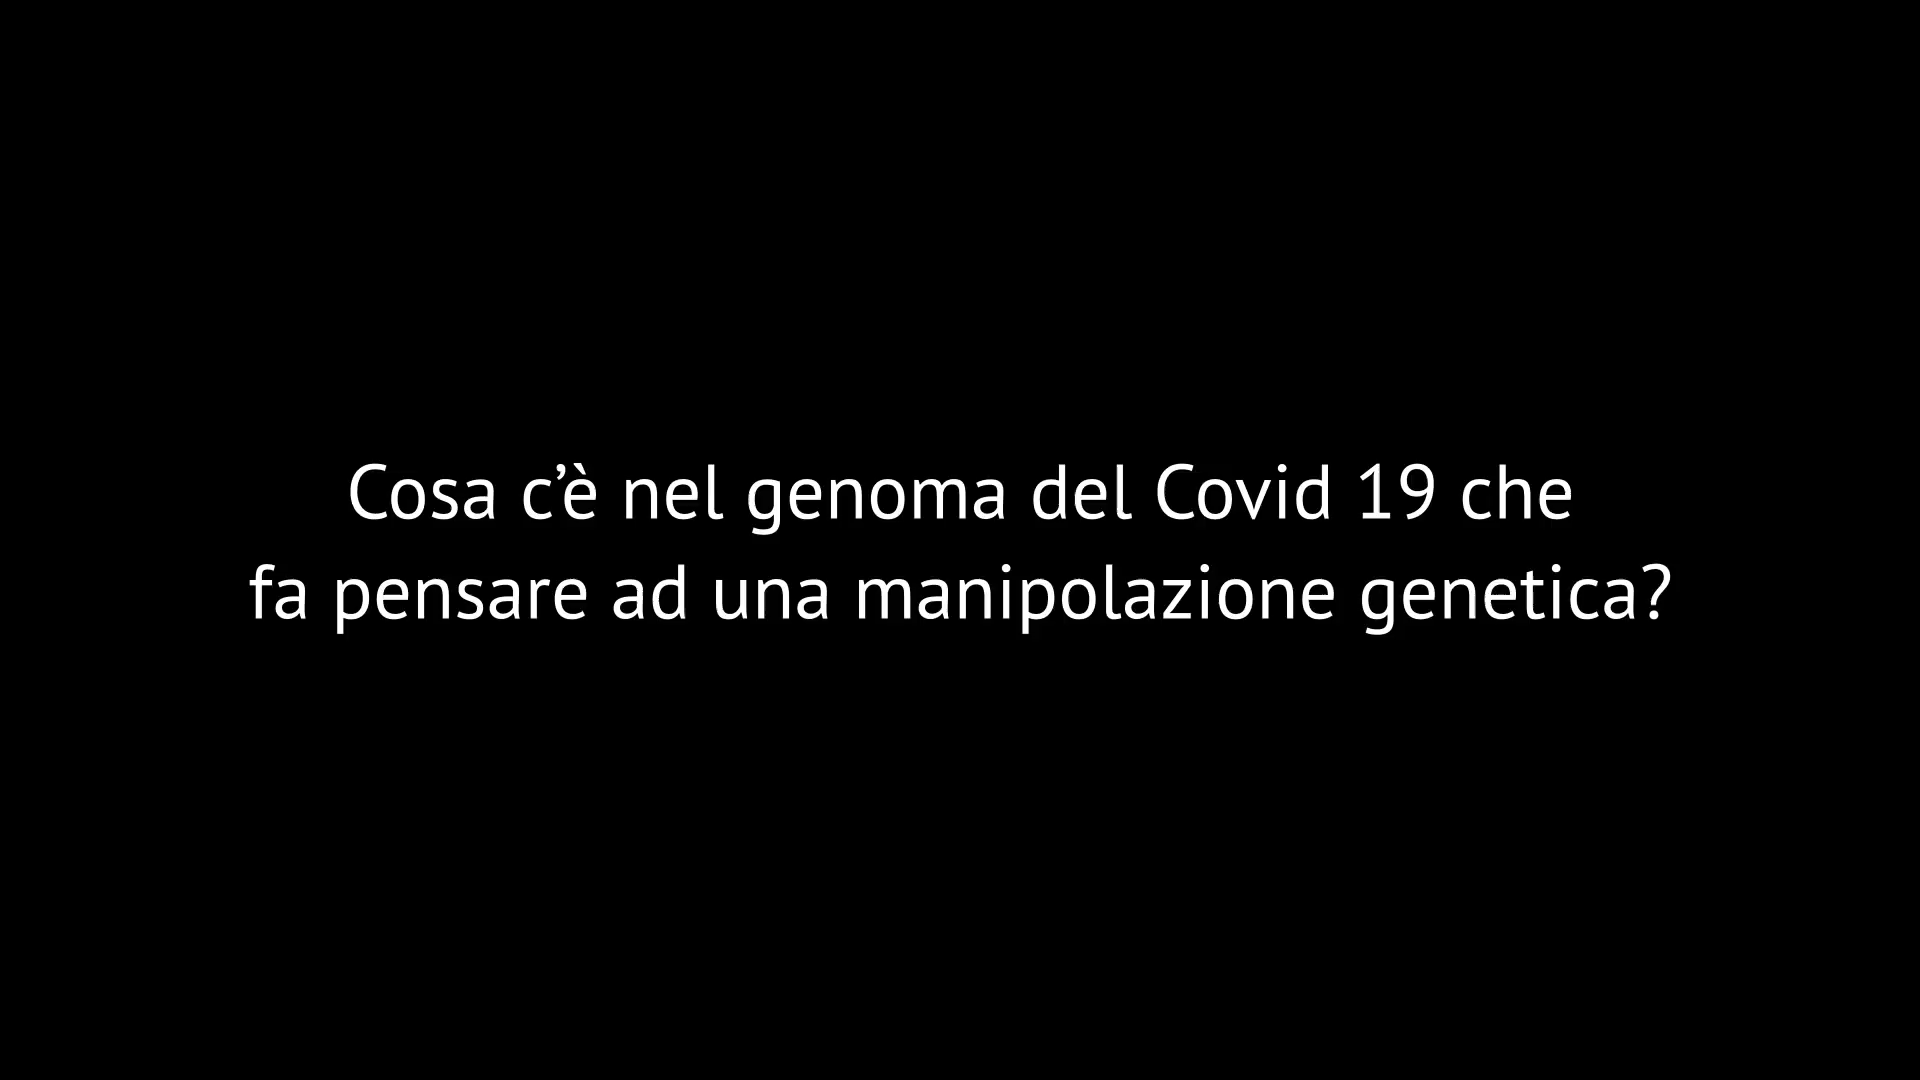 Cosa c’è nel genoma del Covid 19 che
fa pensare ad una manipolazione genetica?